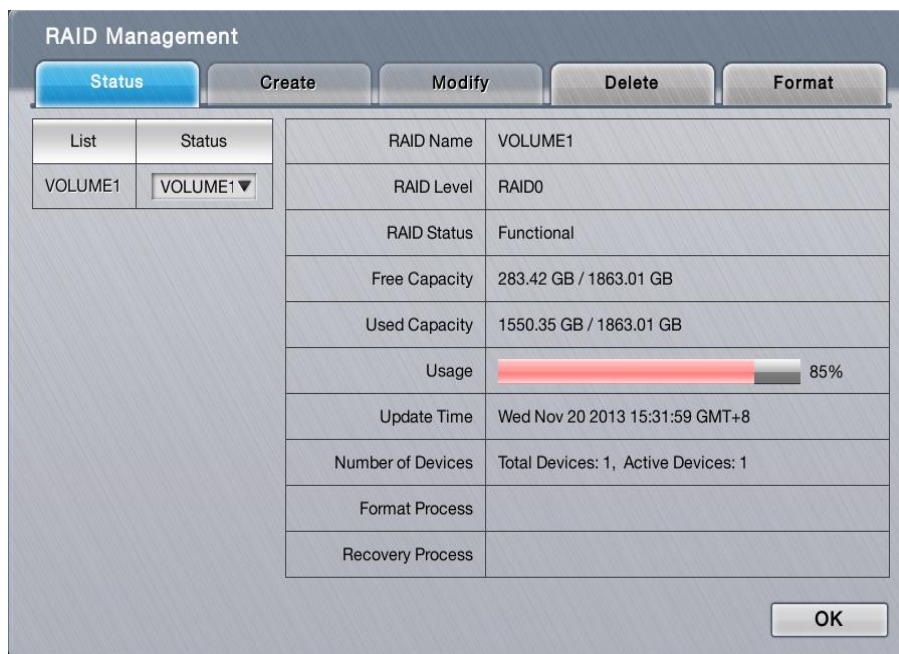 RAID Management
Status Create Modify Delete Format
List Status
VOLUME1 VOLUME1
RAID Name VOLUME1
RAID Level RAID0
RAID Status Functional
Free Capacity 283.42 GB / 1863.01 GB
Used Capacity 1550.35 GB / 1863.01 GB
Usage 85%
Update Time Wed Nov 20 2013 15:31:59 GMT+8
Number of Devices Total Devices: 1, Active Devices: 1
Format Process
Recovery Process
OK